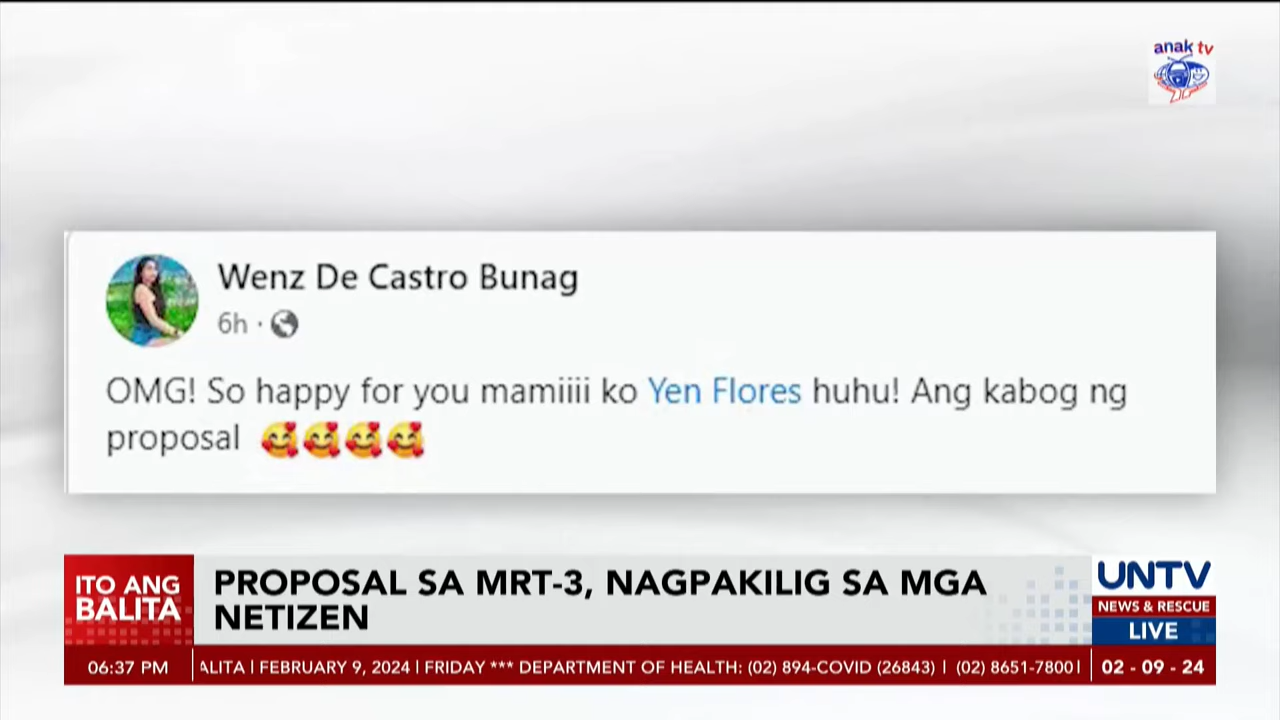 anak tv
Wenz De Castro Bunag
6h ·
OMG! So happy for you mamiiii ko Yen Flores huhu! Ang kabog ng
proposal 🥰🥰🥰🥰
ITO ANG
BALITA
PROPOSAL SA MRT-3, NAGPAKILIG SA MGA
NETIZEN
UNTV
NEWS & RESCUE
LIVE
06:37 PM
ALITA | FEBRUARY 9, 2024 | FRIDAY *** DEPARTMENT OF HEALTH: (02) 894-COVID (26843) | (02) 8651-7800 |
02 - 09 - 24